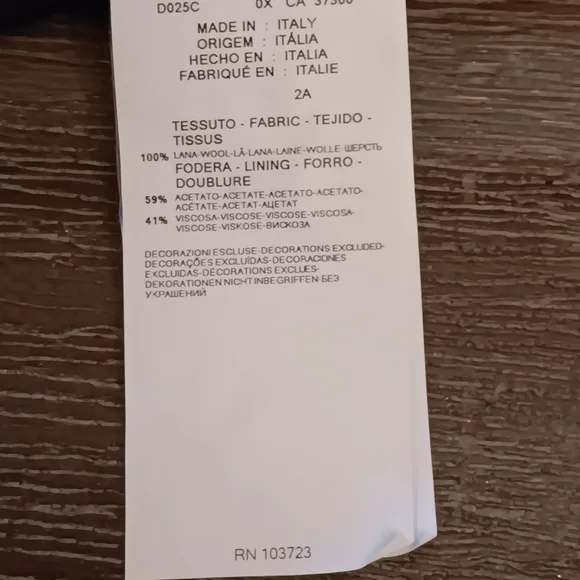 D025C 0X CA 37300
MADE IN : ITALY
ORIGEM : ITÁLIA
HECHO EN : ITALIA
FABRIQUÉ EN : ITALIE
2A
TESSUTO - FABRIC - TEJIDO -
TISSUS
100% LANA-WOOL-LÃ-LANA-LAINE-WOLLE-ШЕРСТЬ
FODERA - LINING - FORRO -
DOUBLURE
59% ACETATO-ACETATE-ACETATO-ACETATO-
ACÉTATE-ACETAT-АЦЕТАТ
41% VISCOSA-VISCOSE-VISCOSE-VISCOSA-
VISCOSE-VISKOSE-ВИСКОЗА
DECORAZIONI ESCLUSE-DECORATIONS EXCLUDED-
DECORAÇÕES EXCLUÍDAS-DECORACIONES
EXCLUIDAS-DÉCORATIONS EXCLUES-
DEKORATIONEN NICHT INBEGRIFFEN-БЕЗ
УКРАШЕНИЙ
RN 103723